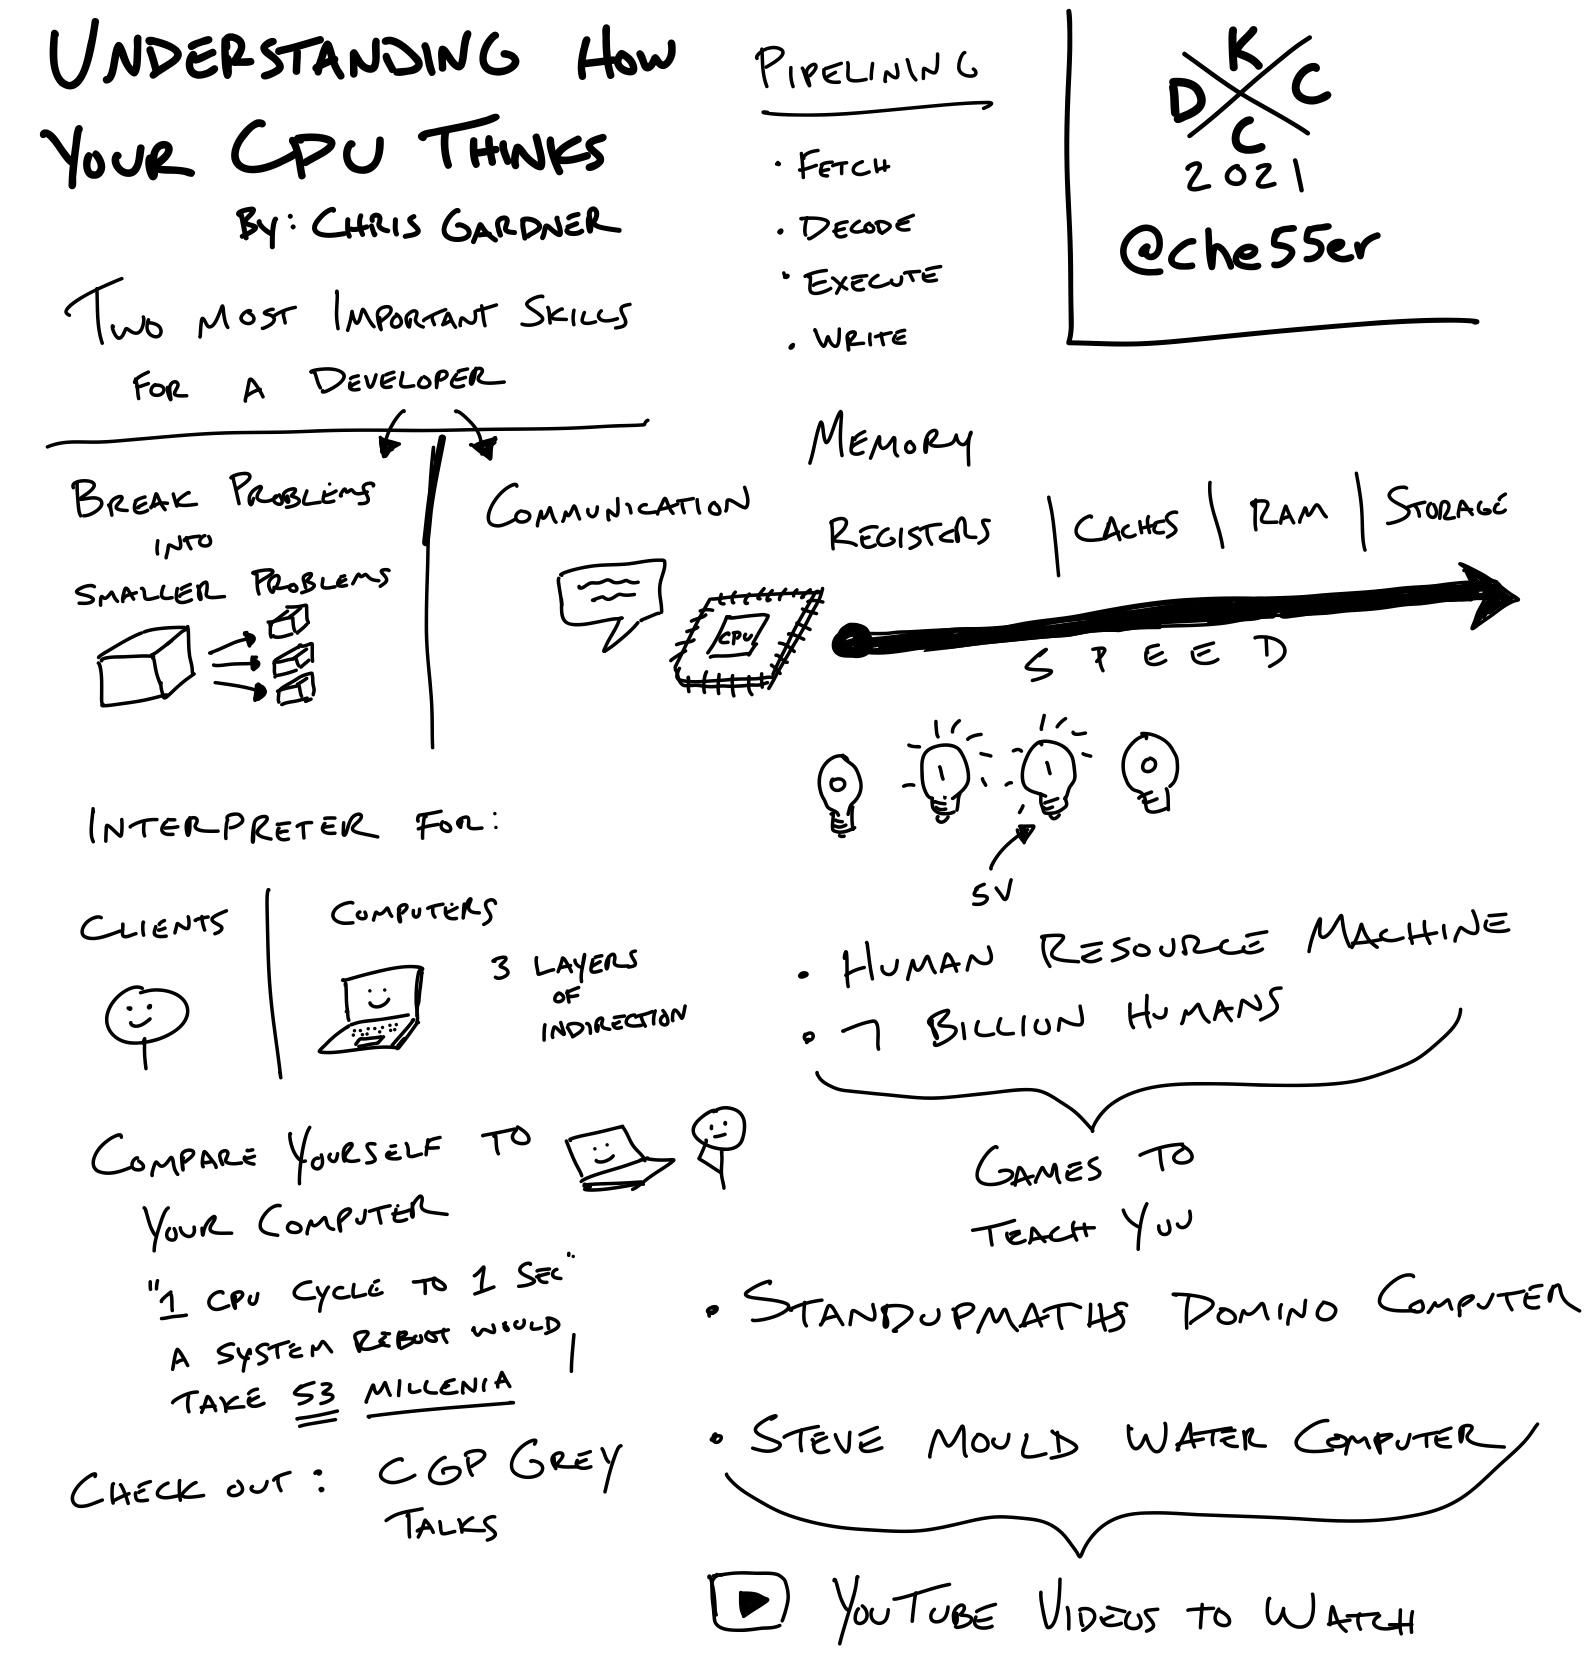 UNDERSTANDING HOW
YOUR CPU THINKS
BY: CHRIS GARDNER
TWO MOST IMPORTANT SKILLS
FOR A DEVELOPER
BREAK PROBLEMS
INTO
SMALLER PROBLEMS
COMMUNICATION
CPU
INTERPRETER FOR:
CLIENTS
COMPUTERS
3 LAYERS
OF
INDIRECTION
COMPARE YOURSELF TO
YOUR COMPUTER
"1 CPU CYCLE TO 1 SEC"
A SYSTEM REBOOT WOULD
TAKE 53 MILLENIA
CHECK OUT: CGP GREY
TALKS
PIPELINING
• FETCH
• DECODE
• EXECUTE
• WRITE
K
D C
C
2021
@che55er
MEMORY
REGISTERS | CACHES | RAM | STORAGE
SPEED
0 1 1 0
5V
• HUMAN RESOURCE MACHINE
• 7 BILLION HUMANS
GAMES TO
TEACH YOU
• STANDUPMATHS DOMINO COMPUTER
• STEVE MOULD WATER COMPUTER
YOUTUBE VIDEOS TO WATCH